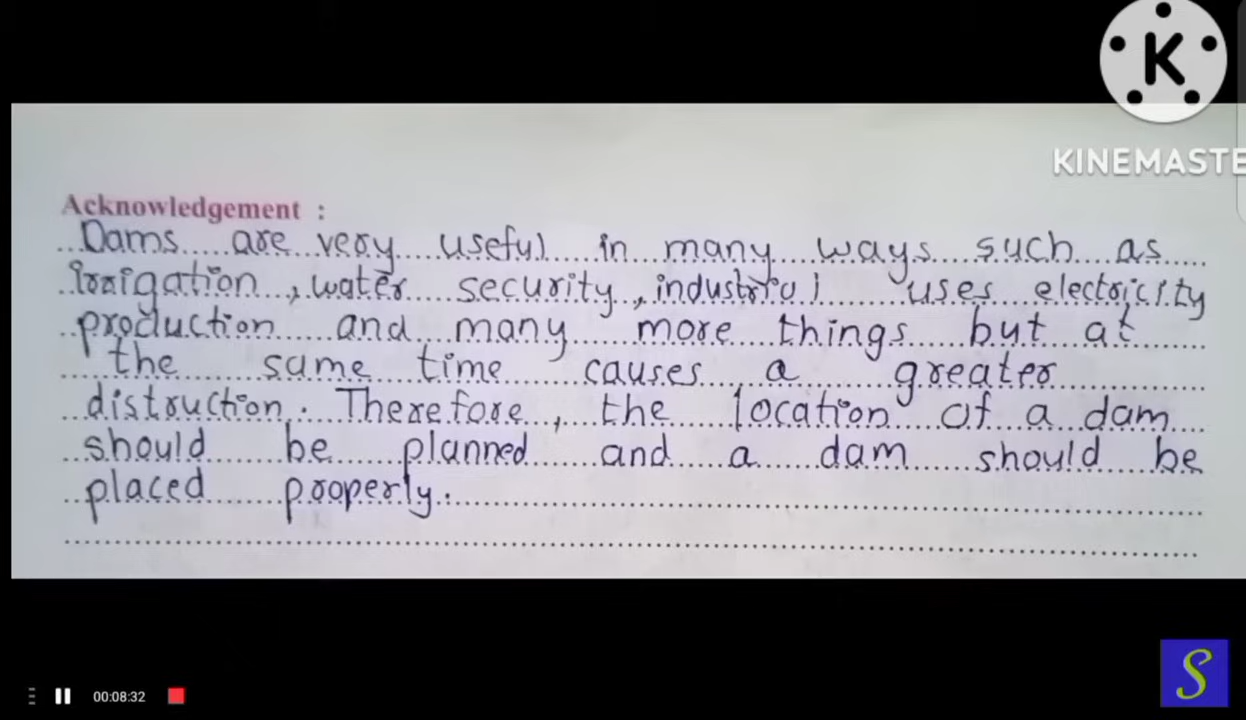 K
KINEMASTE
Acknowledgement :
Dams are very useful in many ways such as
irrigation, water security, industrial uses electricity
production and many more things but at
the same time causes a greater
distruction. Therefore, the location of a dam
should be planned and a dam should be
placed properly.
00:08:32
S